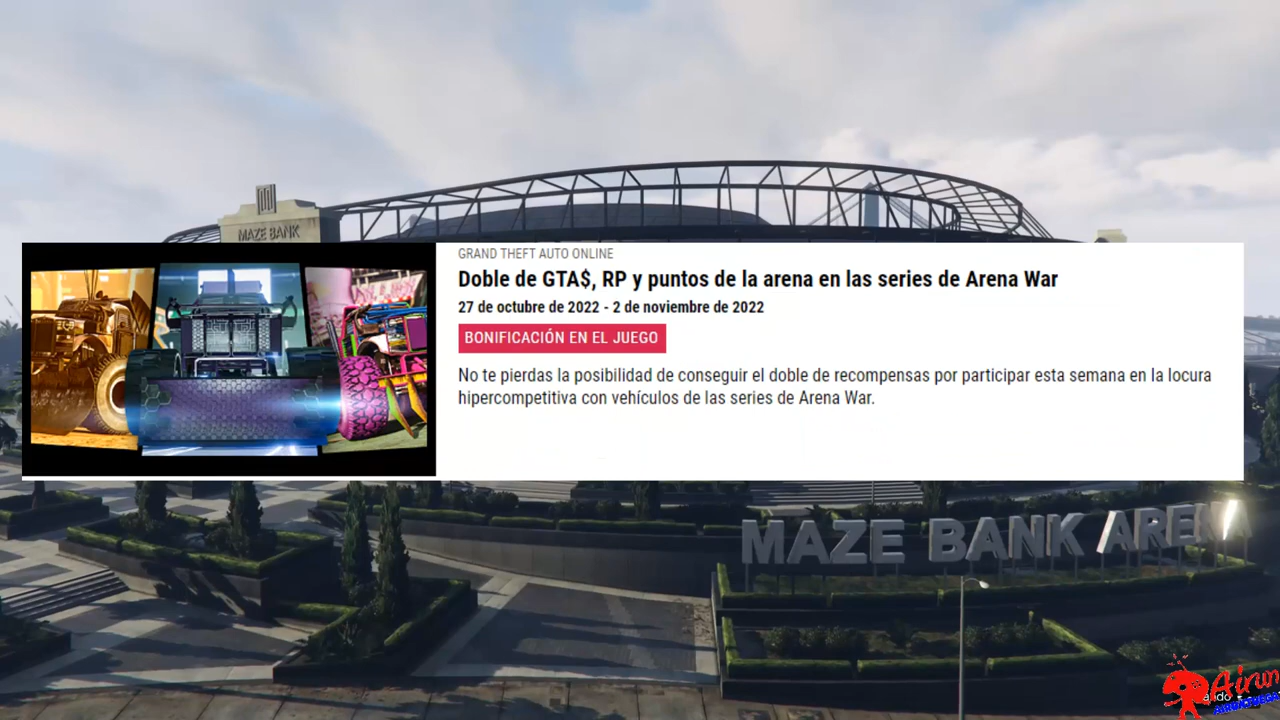 MAZE BANK
GRAND THEFT AUTO ONLINE
Doble de GTA$, RP y puntos de la arena en las series de Arena War
27 de octubre de 2022 - 2 de noviembre de 2022
BONIFICACIÓN EN EL JUEGO
No te pierdas la posibilidad de conseguir el doble de recompensas por participar esta semana en la locura
hipercompetitiva con vehículos de las series de Arena War.
MAZE BANK ARENA
Airun